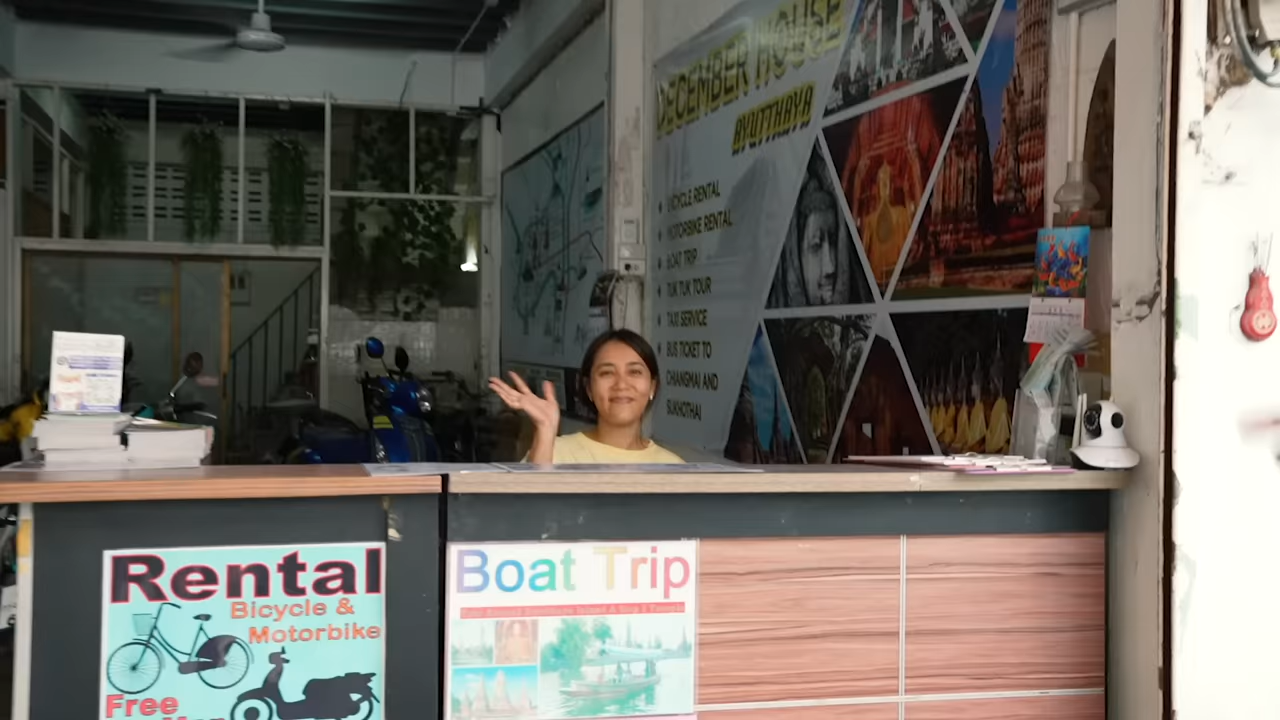 DECEMBER HOUSE
AYUTTHAYA
BICYCLE RENTAL
MOTORBIKE RENTAL
BOAT TRIP
TUK TUK TOUR
TAXI SERVICE
BUS TICKET TO
CHIANGMAI AND
SUKHOTHAI
Rental
Bicycle &
Motorbike
Free
Boat Trip